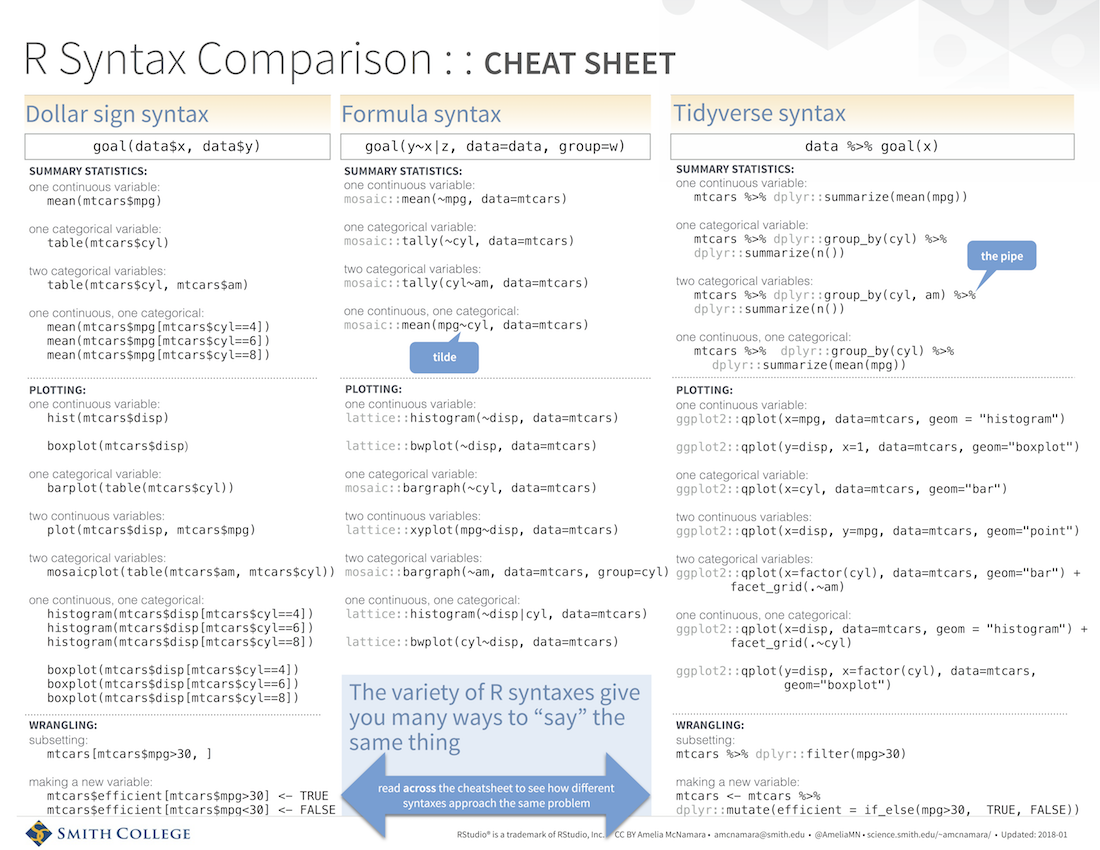 R Syntax Comparison : : CHEAT SHEET
Dollar sign syntax
goal(data$x, data$y)
SUMMARY STATISTICS:
one continuous variable:
mean(mtcars$mpg)
one categorical variable:
table(mtcars$cyl)
two categorical variables:
table(mtcars$cyl, mtcars$am)
one continuous, one categorical:
mean(mtcars$mpg[mtcars$cyl==4])
mean(mtcars$mpg[mtcars$cyl==6])
mean(mtcars$mpg[mtcars$cyl==8])
PLOTTING:
one continuous variable:
hist(mtcars$disp)
boxplot(mtcars$disp)
one categorical variable:
barplot(table(mtcars$cyl))
two continuous variables:
plot(mtcars$disp, mtcars$mpg)
two categorical variables:
mosaicplot(table(mtcars$am, mtcars$cyl))
one continuous, one categorical:
histogram(mtcars$disp[mtcars$cyl==4])
histogram(mtcars$disp[mtcars$cyl==6])
histogram(mtcars$disp[mtcars$cyl==8])
boxplot(mtcars$disp[mtcars$cyl==4])
boxplot(mtcars$disp[mtcars$cyl==6])
boxplot(mtcars$disp[mtcars$cyl==8])
WRANGLING:
subsetting:
mtcars[mtcars$mpg>30, ]
making a new variable:
mtcars$efficient[mtcars$mpg>30] <- TRUE
mtcars$efficient[mtcars$mpg<30] <- FALSE
Formula syntax
goal(y~x|z, data=data, group=w)
SUMMARY STATISTICS:
one continuous variable:
mosaic::mean(~mpg, data=mtcars)
one categorical variable:
mosaic::tally(~cyl, data=mtcars)
two categorical variables:
mosaic::tally(cyl~am, data=mtcars)
one continuous, one categorical:
mosaic::mean(mpg~cyl, data=mtcars)
tilde
PLOTTING:
one continuous variable:
lattice::histogram(~disp, data=mtcars)
lattice::bwplot(~disp, data=mtcars)
one categorical variable:
mosaic::bargraph(~cyl, data=mtcars)
two continuous variables:
lattice::xyplot(mpg~disp, data=mtcars)
two categorical variables:
mosaic::bargraph(~am, data=mtcars, group=cyl)
one continuous, one categorical:
lattice::histogram(~disp|cyl, data=mtcars)
lattice::bwplot(cyl~disp, data=mtcars)
The variety of R syntaxes give
you many ways to “say” the
same thing
read across the cheatsheet to see how different
syntaxes approach the same problem
Tidyverse syntax
data %>% goal(x)
SUMMARY STATISTICS:
one continuous variable:
mtcars %>% dplyr::summarize(mean(mpg))
one categorical variable:
mtcars %>% dplyr::group_by(cyl) %>%
dplyr::summarize(n())
the pipe
two categorical variables:
mtcars %>% dplyr::group_by(cyl, am) %>%
dplyr::summarize(n())
one continuous, one categorical:
mtcars %>% dplyr::group_by(cyl) %>%
dplyr::summarize(mean(mpg))
PLOTTING:
one continuous variable:
ggplot2::qplot(x=mpg, data=mtcars, geom = "histogram")
ggplot2::qplot(y=disp, x=1, data=mtcars, geom="boxplot")
one categorical variable:
ggplot2::qplot(x=cyl, data=mtcars, geom="bar")
two continuous variables:
ggplot2::qplot(x=disp, y=mpg, data=mtcars, geom="point")
two categorical variables:
ggplot2::qplot(x=factor(cyl), data=mtcars, geom="bar") +
facet_grid(.~am)
one continuous, one categorical:
ggplot2::qplot(x=disp, data=mtcars, geom = "histogram") +
facet_grid(.~cyl)
ggplot2::qplot(y=disp, x=factor(cyl), data=mtcars,
geom="boxplot")
WRANGLING:
subsetting:
mtcars %>% dplyr::filter(mpg>30)
making a new variable:
mtcars <- mtcars %>%
dplyr::mutate(efficient = if_else(mpg>30, TRUE, FALSE))
SMITH COLLEGE
RStudio® is a trademark of RStudio, Inc. • CC BY Amelia McNamara • amcnamara@smith.edu • @AmeliaMN • science.smith.edu/~amcnamara/ • Updated: 2018-01